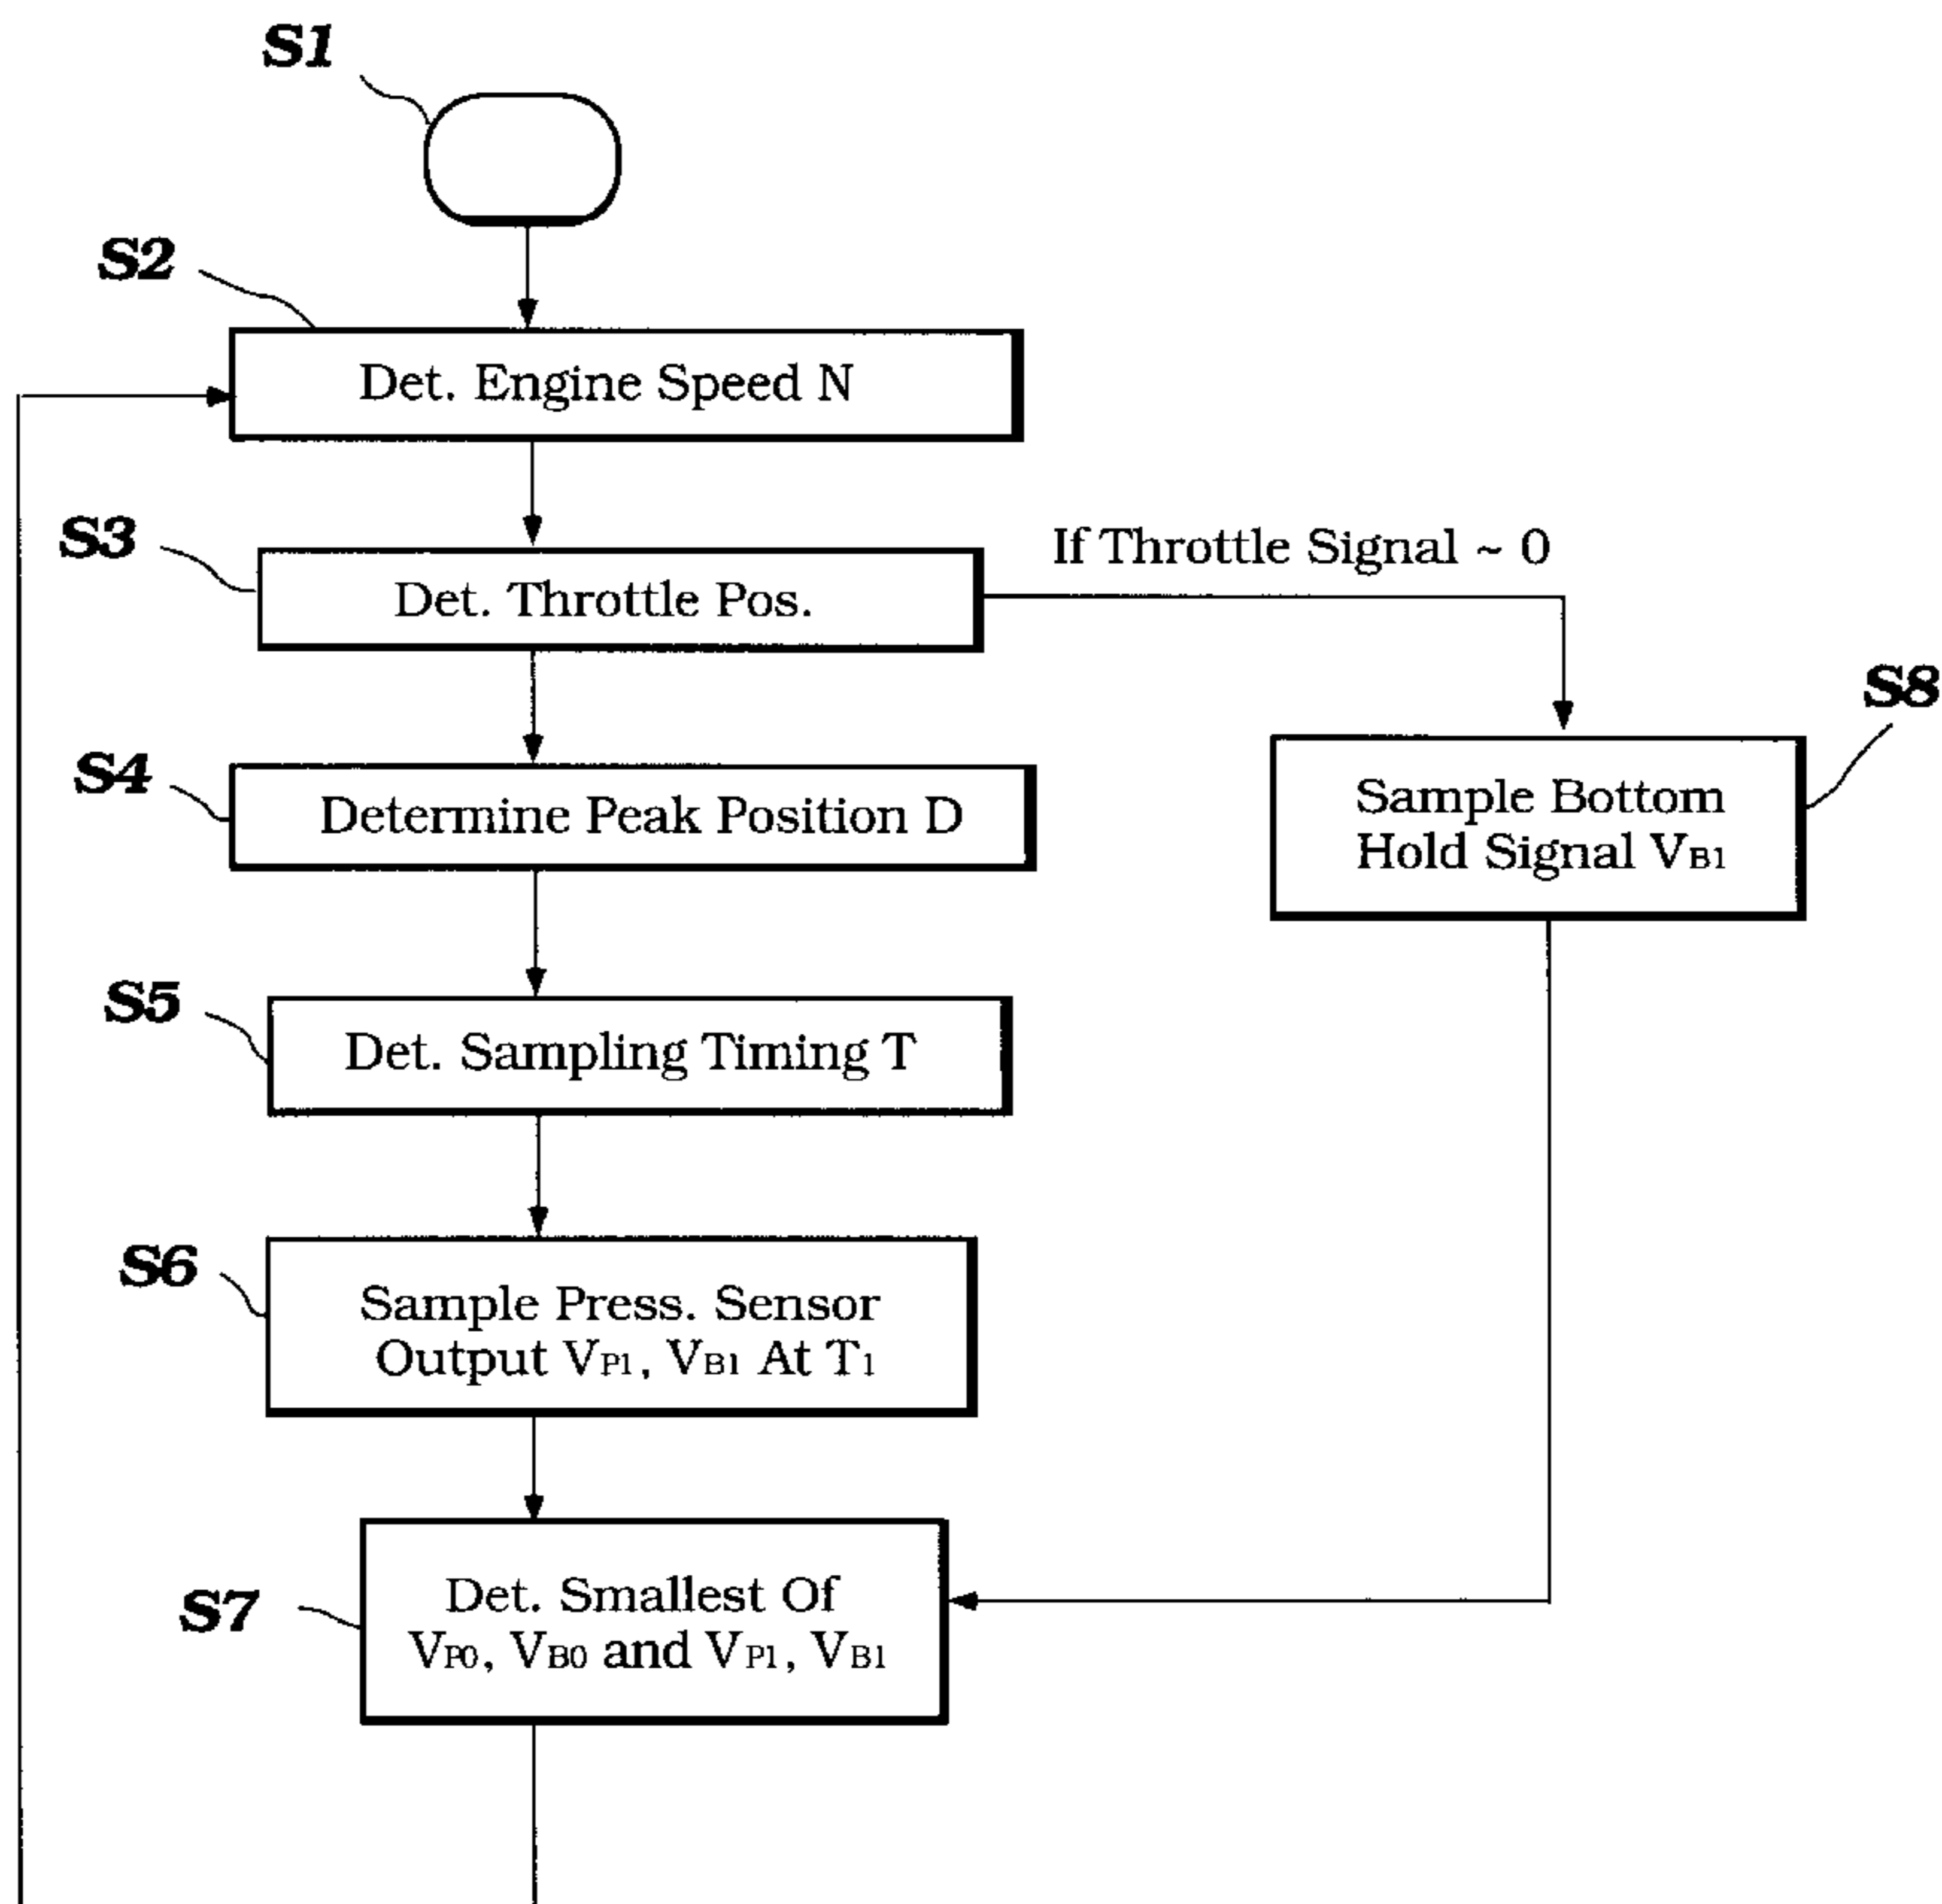 S1
S2
Det. Engine Speed N
S3
Det. Throttle Pos.
If Throttle Signal ~ 0
S4
Determine Peak Position D
S8
Sample Bottom
Hold Signal VB1
S5
Det. Sampling Timing T
S6
Sample Press. Sensor
Output VP1, VB1 At T1
S7
Det. Smallest Of
VP0, VB0 and VP1, VB1